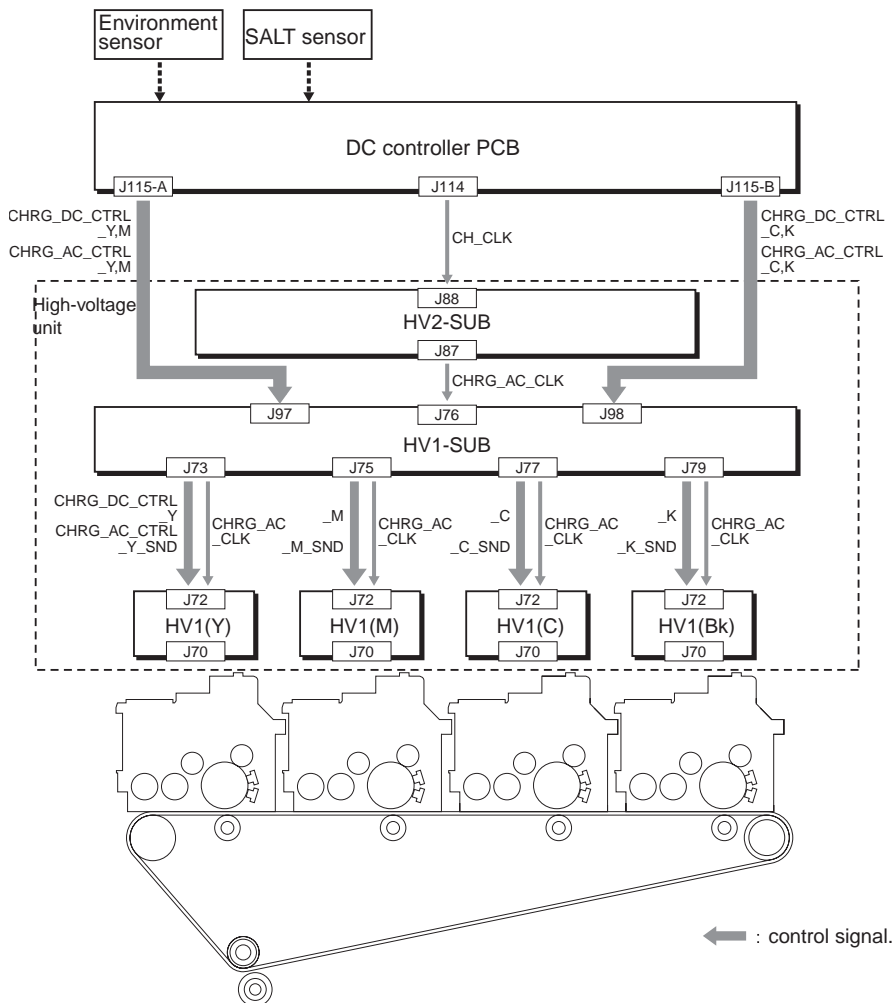 Environment
sensor
SALT sensor
DC controller PCB
J115-A
J114
J115-B
CHRG_DC_CTRL
_Y,M
CHRG_AC_CTRL
_Y,M
CH_CLK
CHRG_DC_CTRL
_C,K
CHRG_AC_CTRL
_C,K
High-voltage
unit
J88
HV2-SUB
J87
CHRG_AC_CLK
J97
J76
J98
HV1-SUB
J73
J75
J77
J79
CHRG_DC_CTRL
_Y
CHRG_AC_CTRL
_Y_SND
CHRG_AC
_CLK
_M
_M_SND
CHRG_AC
_CLK
_C
_C_SND
CHRG_AC
_CLK
_K
_K_SND
CHRG_AC
_CLK
J72
HV1(Y)
J70
J72
HV1(M)
J70
J72
HV1(C)
J70
J72
HV1(Bk)
J70
: control signal.